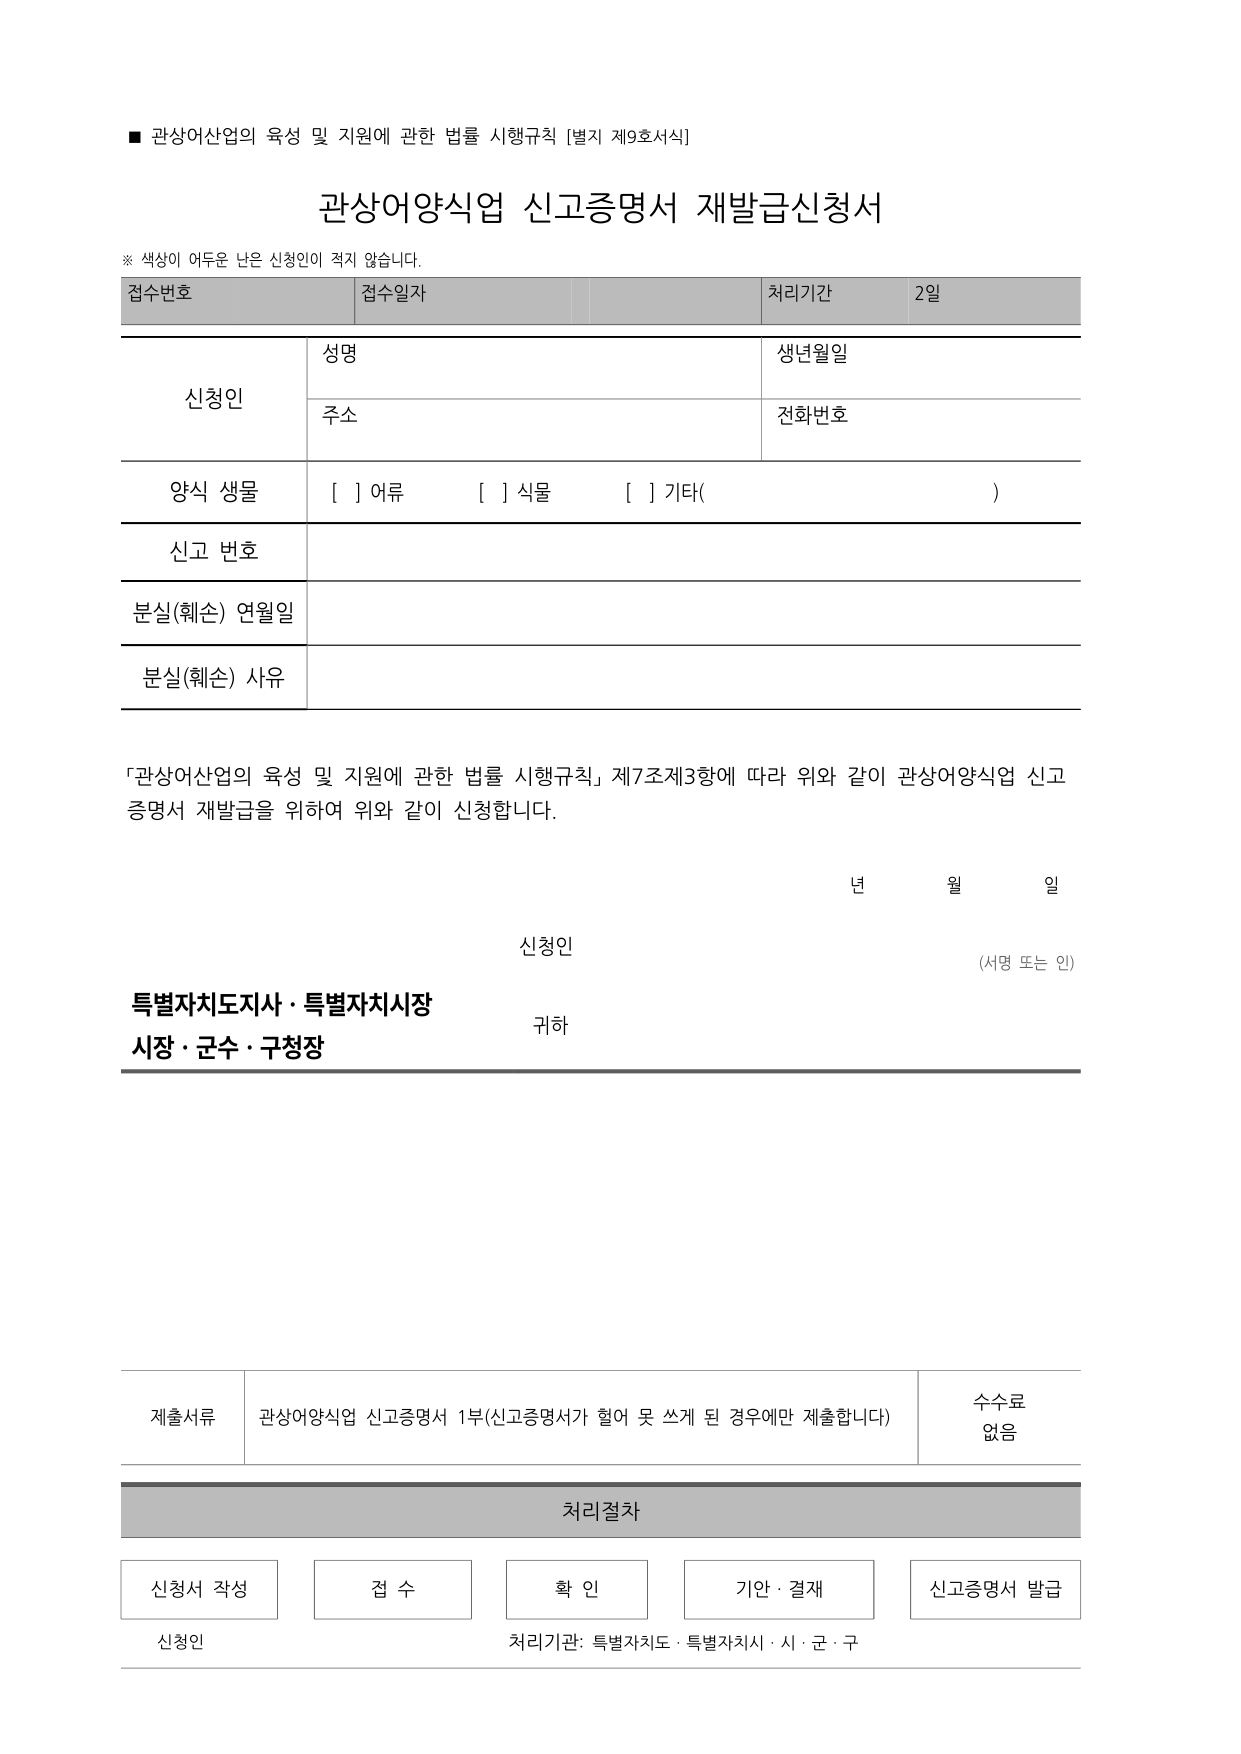 ■ 관상어산업의 육성 및 지원에 관한 법률 시행규칙 [별지 제9호서식]
관상어양식업 신고증명서 재발급신청서
※ 색상이 어두운 난은 신청인이 적지 않습니다.
접수번호 접수일자 처리기간 2일
신청인 성명 생년월일
주소 전화번호
양식 생물 [ ] 어류 [ ] 식물 [ ] 기타( )
신고 번호
분실(훼손) 연월일
분실(훼손) 사유
「관상어산업의 육성 및 지원에 관한 법률 시행규칙」 제7조제3항에 따라 위와 같이 관상어양식업 신고
증명서 재발급을 위하여 위와 같이 신청합니다.
년 월 일
신청인 (서명 또는 인)
특별자치도지사 · 특별자치시장
시장 · 군수 · 구청장 귀하
제출서류 관상어양식업 신고증명서 1부(신고증명서가 헐어 못 쓰게 된 경우에만 제출합니다) 수수료
없음
처리절차
신청서 작성 접 수 확 인 기안 · 결재 신고증명서 발급
신청인 처리기관: 특별자치도 · 특별자치시 · 시 · 군 · 구